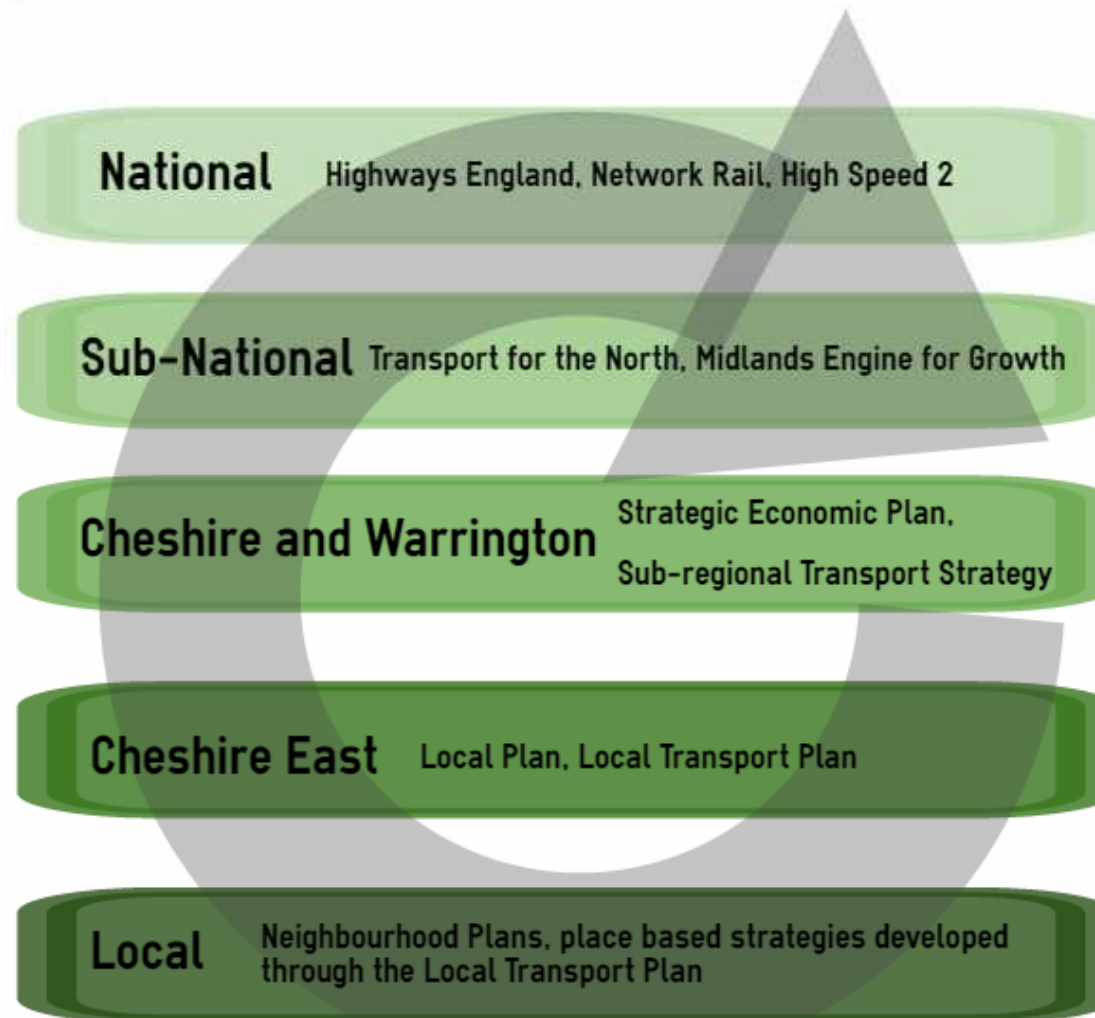 National Highways England, Network Rail, High Speed 2
Sub-National Transport for the North, Midlands Engine for Growth
Cheshire and Warrington
Strategic Economic Plan,
Sub-regional Transport Strategy
Cheshire East Local Plan, Local Transport Plan
Local
Neighbourhood Plans, place based strategies developed
through the Local Transport Plan